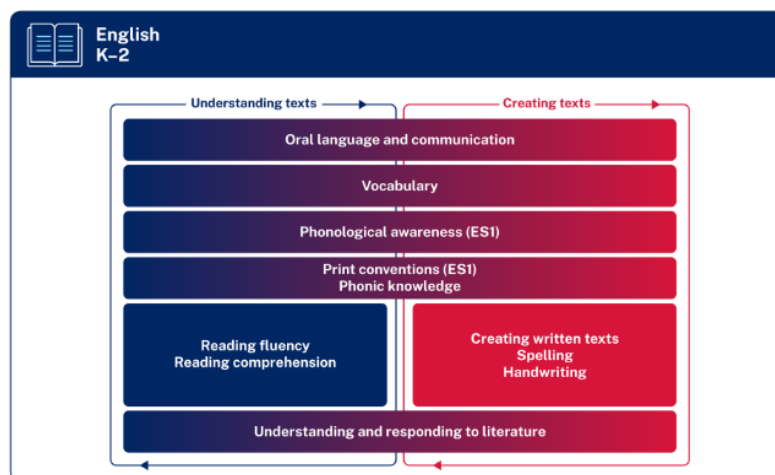 English
K–2
Understanding texts
Creating texts
Oral language and communication
Vocabulary
Phonological awareness (ES1)
Print conventions (ES1)
Phonic knowledge
Reading fluency
Reading comprehension
Creating written texts
Spelling
Handwriting
Understanding and responding to literature